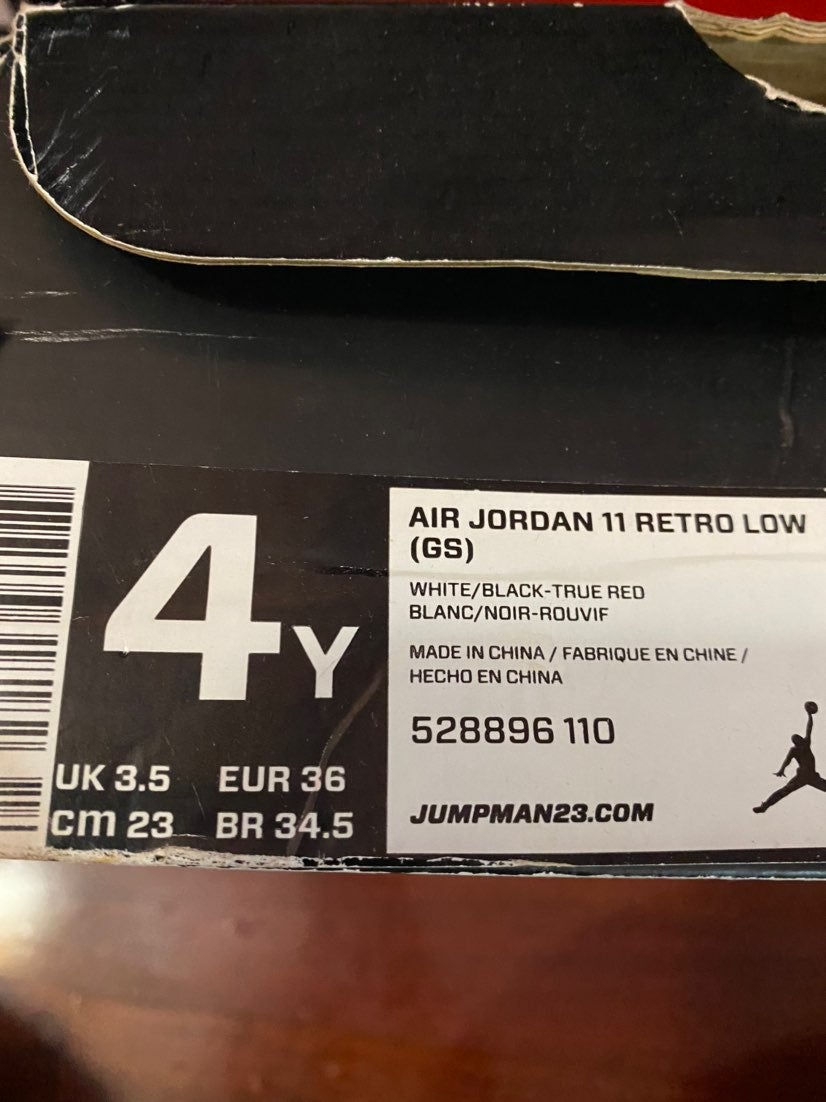 4Y
UK 3.5 EUR 36
cm 23 BR 34.5
AIR JORDAN 11 RETRO LOW
(GS)
WHITE/BLACK-TRUE RED
BLANC/NOIR-ROUVIF
MADE IN CHINA / FABRIQUE EN CHINE /
HECHO EN CHINA
528896 110
JUMPMAN23.COM